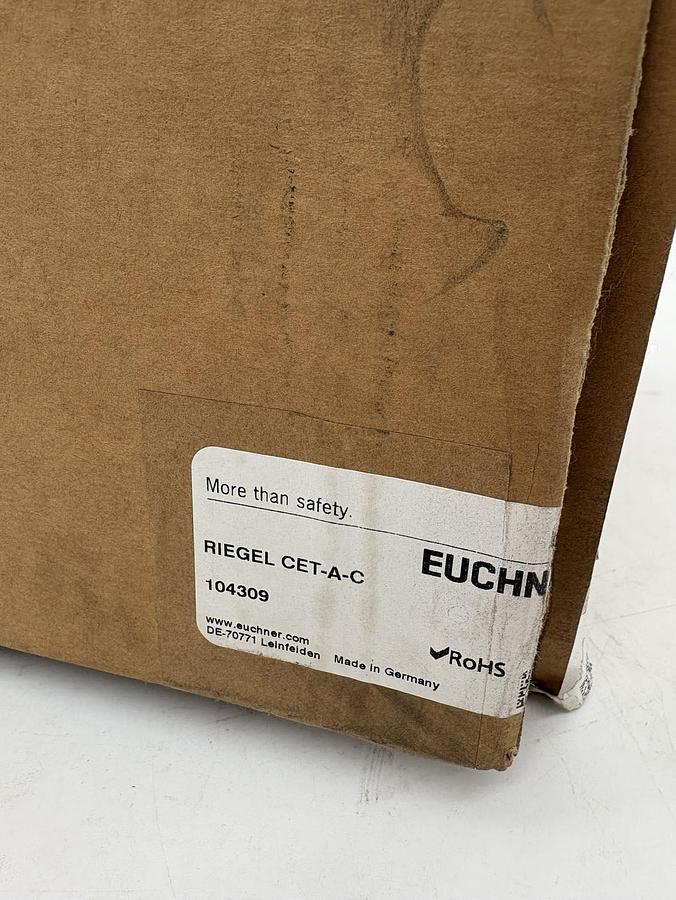 More than safety.
EUCHN
RIEGEL CET-A-C
104309
www.euchner.com
DE-70771 Leinfelden Made in Germany
RoHS